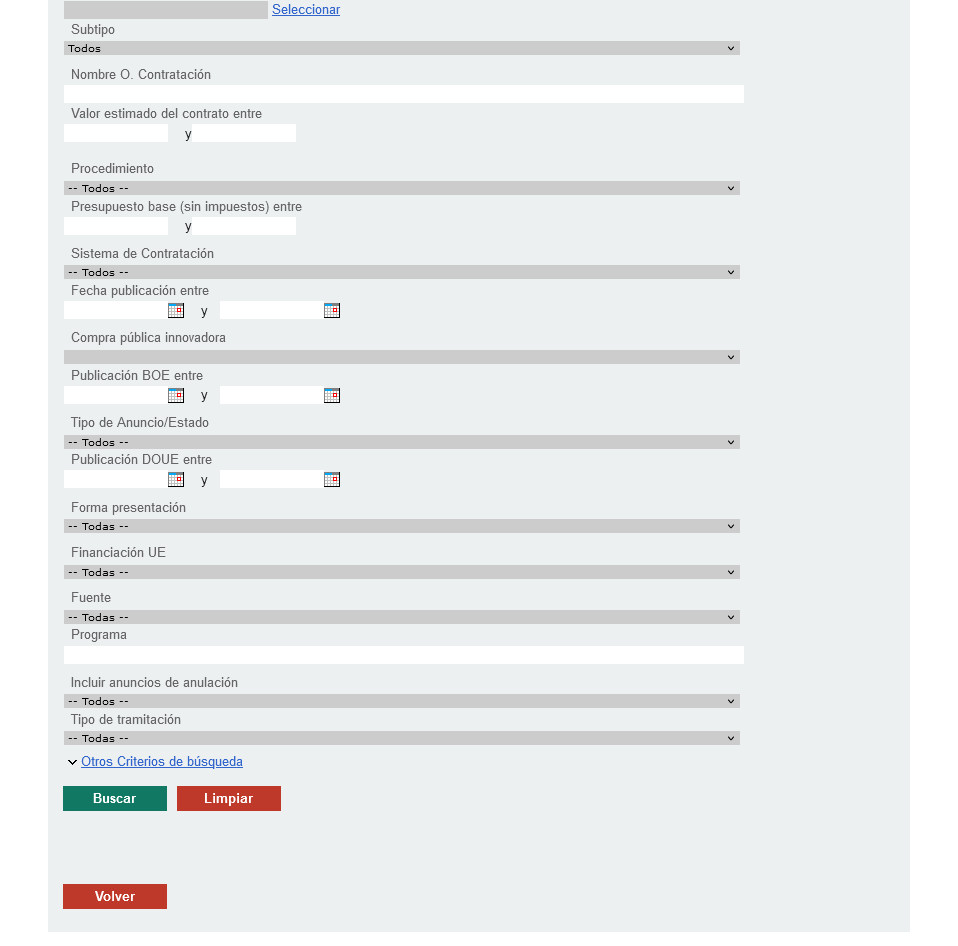 Seleccionar
Subtipo
Todos
Nombre O. Contratación
Valor estimado del contrato entre
y
Procedimiento
-- Todos --
Presupuesto base (sin impuestos) entre
y
Sistema de Contratación
-- Todos --
Fecha publicación entre
y
Compra pública innovadora
Publicación BOE entre
y
Tipo de Anuncio/Estado
-- Todos --
Publicación DOUE entre
y
Forma presentación
-- Todas --
Financiación UE
-- Todas --
Fuente
-- Todas --
Programa
Incluir anuncios de anulación
-- Todos --
Tipo de tramitación
-- Todas --
Otros Criterios de búsqueda
Buscar Limpiar
Volver